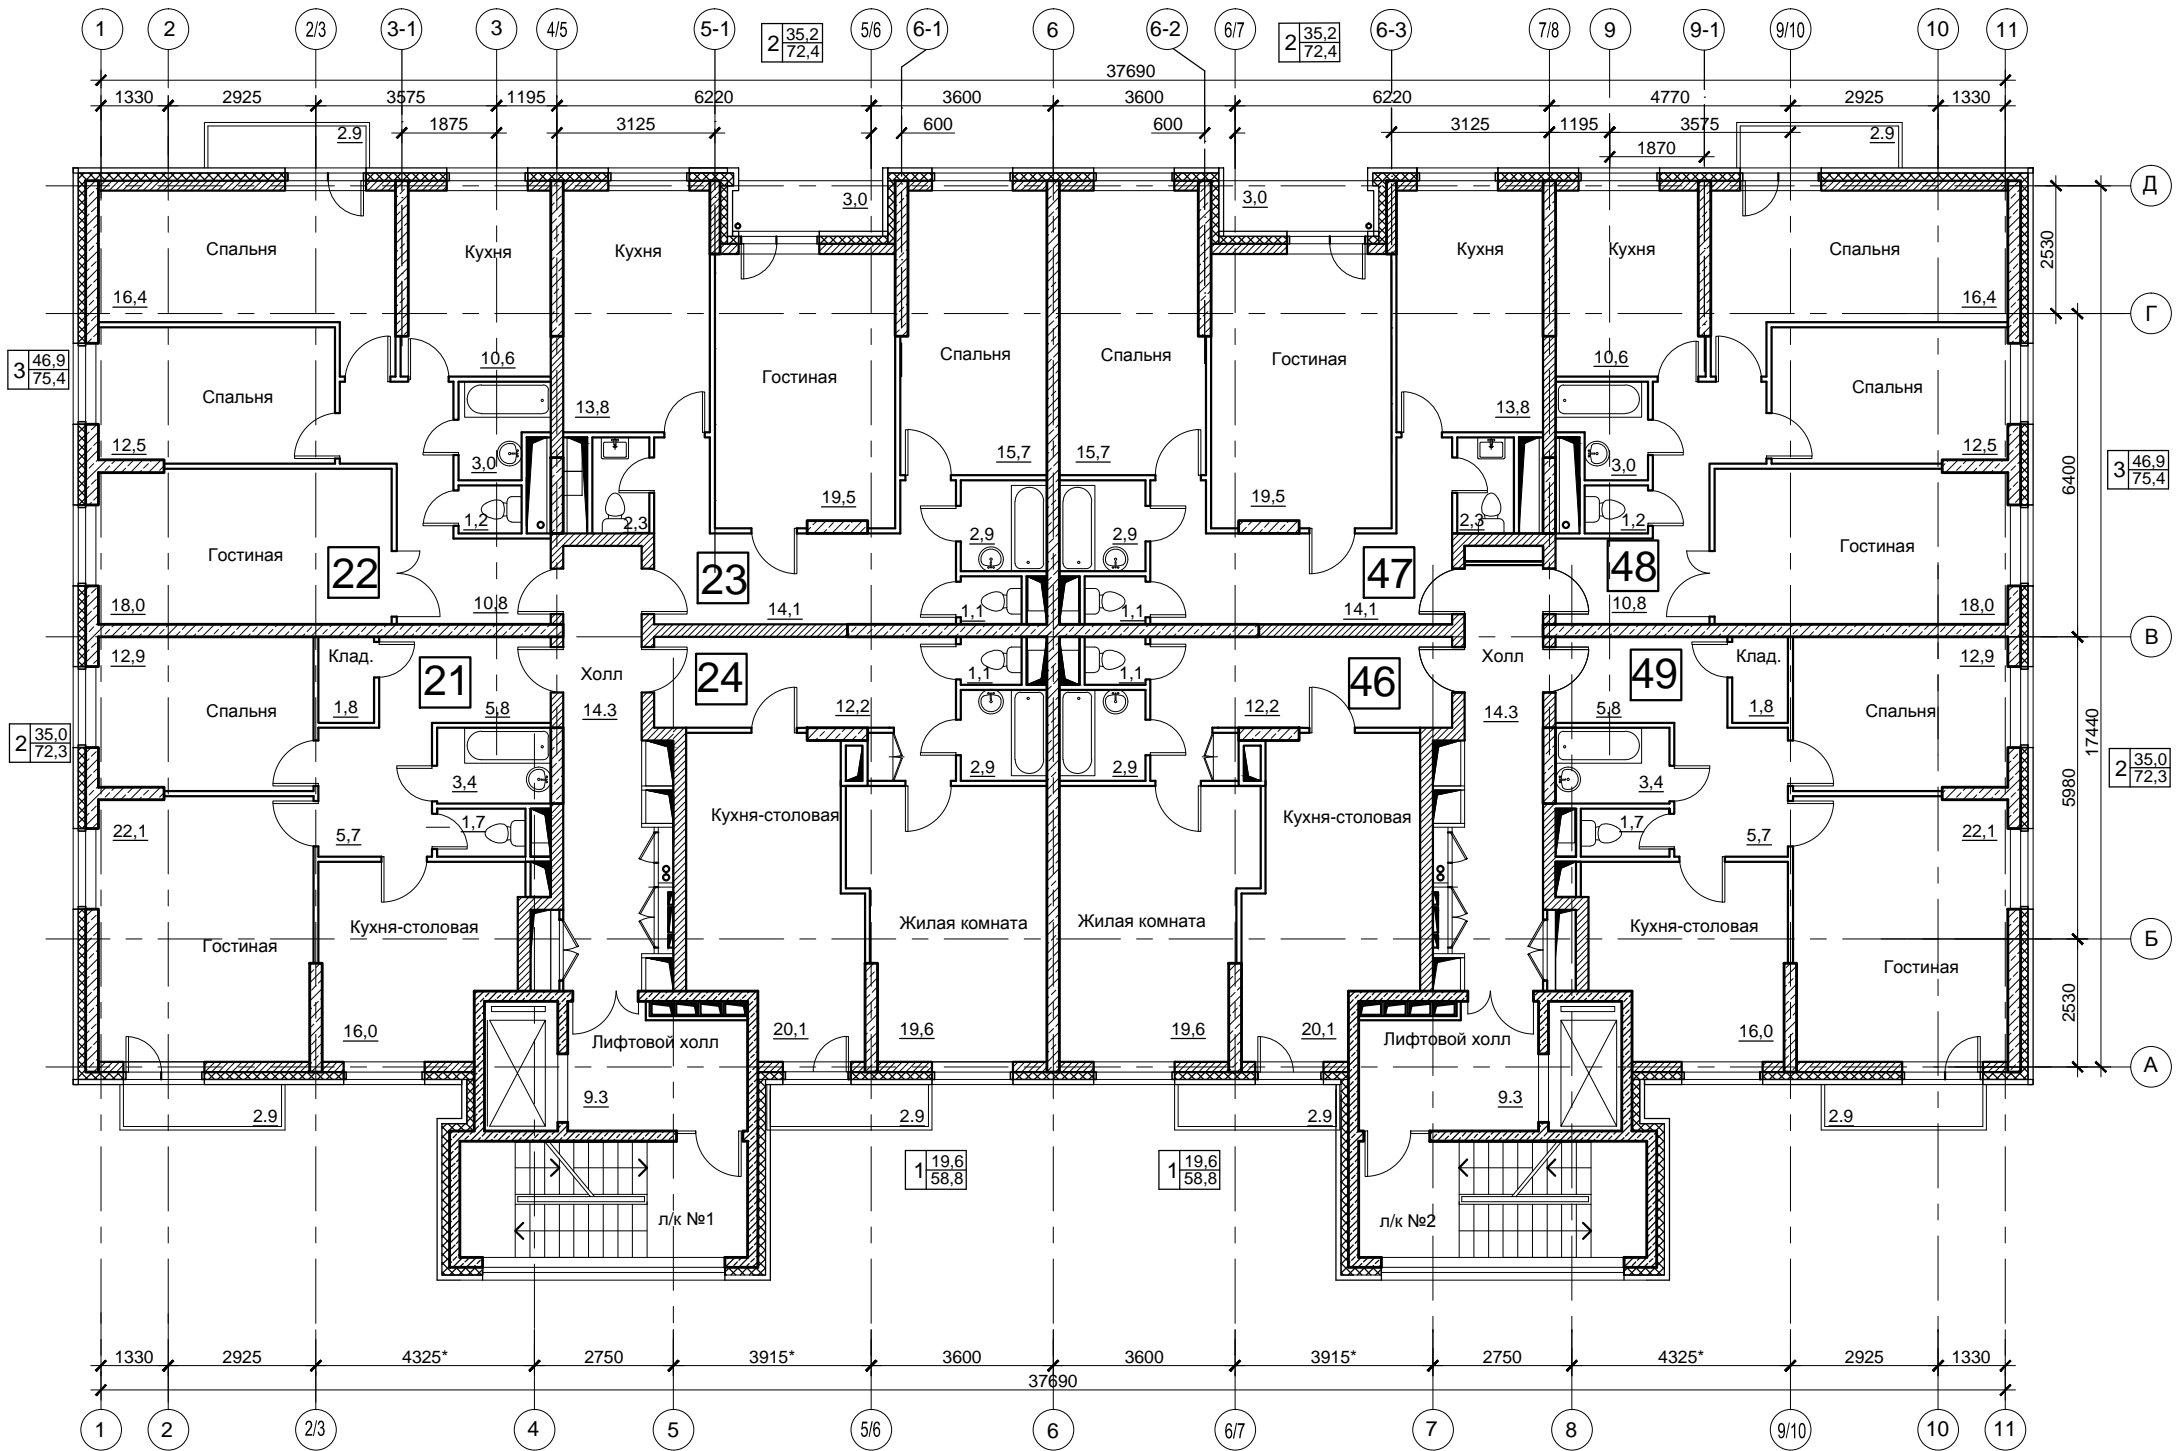 1 2 2/3 3-1 3 4/5 5-1 5/6 6-1 6 6-2 6/7 6-3 7/8 9 9-1 9/10 10 11
2 35,2 72,4
2 35,2 72,4
37690
1330 2925 3575 1195 6220 3600 3600 6220 4770 2925 1330
1875 3125 600 600 3125 1195 3575
1870
2.9 2.9
3,0 3,0
Д
Спальня Кухня Кухня Кухня Кухня Спальня
2530
16,4 16,4
Г
10,6 Спальня Спальня Гостиная 10,6
3 46,9 75,4
Гостиная
Спальня Спальня
13,8 13,8
12,5 12,5
3,0 15,7 15,7 3,0
3 46,9 75,4
6400
19,5 19,5
1,2 2,3 2,3 1,2
2,9 2,9
Гостиная Гостиная
22 23 47 48
18,0 10,8 14,1 1,1 1,1 14,1 10,8 18,0
В
12,9 Клад. Холл Холл Клад. 12,9
21 24 1,1 1,1 46 49
Спальня 1,8 5,8 14.3 12,2 12,2 14.3 5,8 1,8 Спальня
2 35,0 72,3
17440
2 35,0 72,3
3,4 2,9 2,9 3,4
5980
Кухня-столовая Кухня-столовая
22,1 5,7 1,7 1,7 5,7 22,1
Кухня-столовая Жилая комната Жилая комната Кухня-столовая
Гостиная Гостиная
Б
2530
16,0 20,1 19,6 19,6 20,1 16,0
Лифтовой холл Лифтовой холл
А
9.3 9.3
2.9 2.9 2.9 2.9
1 19,6 58,8
1 19,6 58,8
л/к №1 л/к №2
1330 2925 4325* 2750 3915* 3600 3600 3915* 2750 4325* 2925 1330
37690
1 2 2/3 4 5 5/6 6 6/7 7 8 9/10 10 11